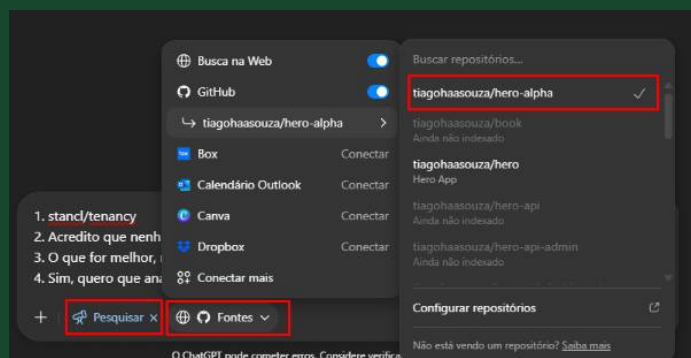 Busca na Web
GitHub
tiagohaasouza/hero-alpha
Box Conectar
Calendário Outlook Conectar
Canva Conectar
Dropbox Conectar
Conectar mais
Buscar repositórios...
tiagohaasouza/hero-alpha
tiagohaasouza/book
Ainda não indexado
tiagohaasouza/hero
Hero App
tiagohaasouza/hero-api
Ainda não indexado
tiagohaasouza/hero-api-admin
Ainda não indexado
Configurar repositórios
Não está vendo um repositório? Saiba mais
1. stancl/tenancy
2. Acredito que nenh
3. O que for melhor,
4. Sim, quero que ana
+ Pesquisar × Fontes
O ChatGPT pode cometer erros. Considere verifica